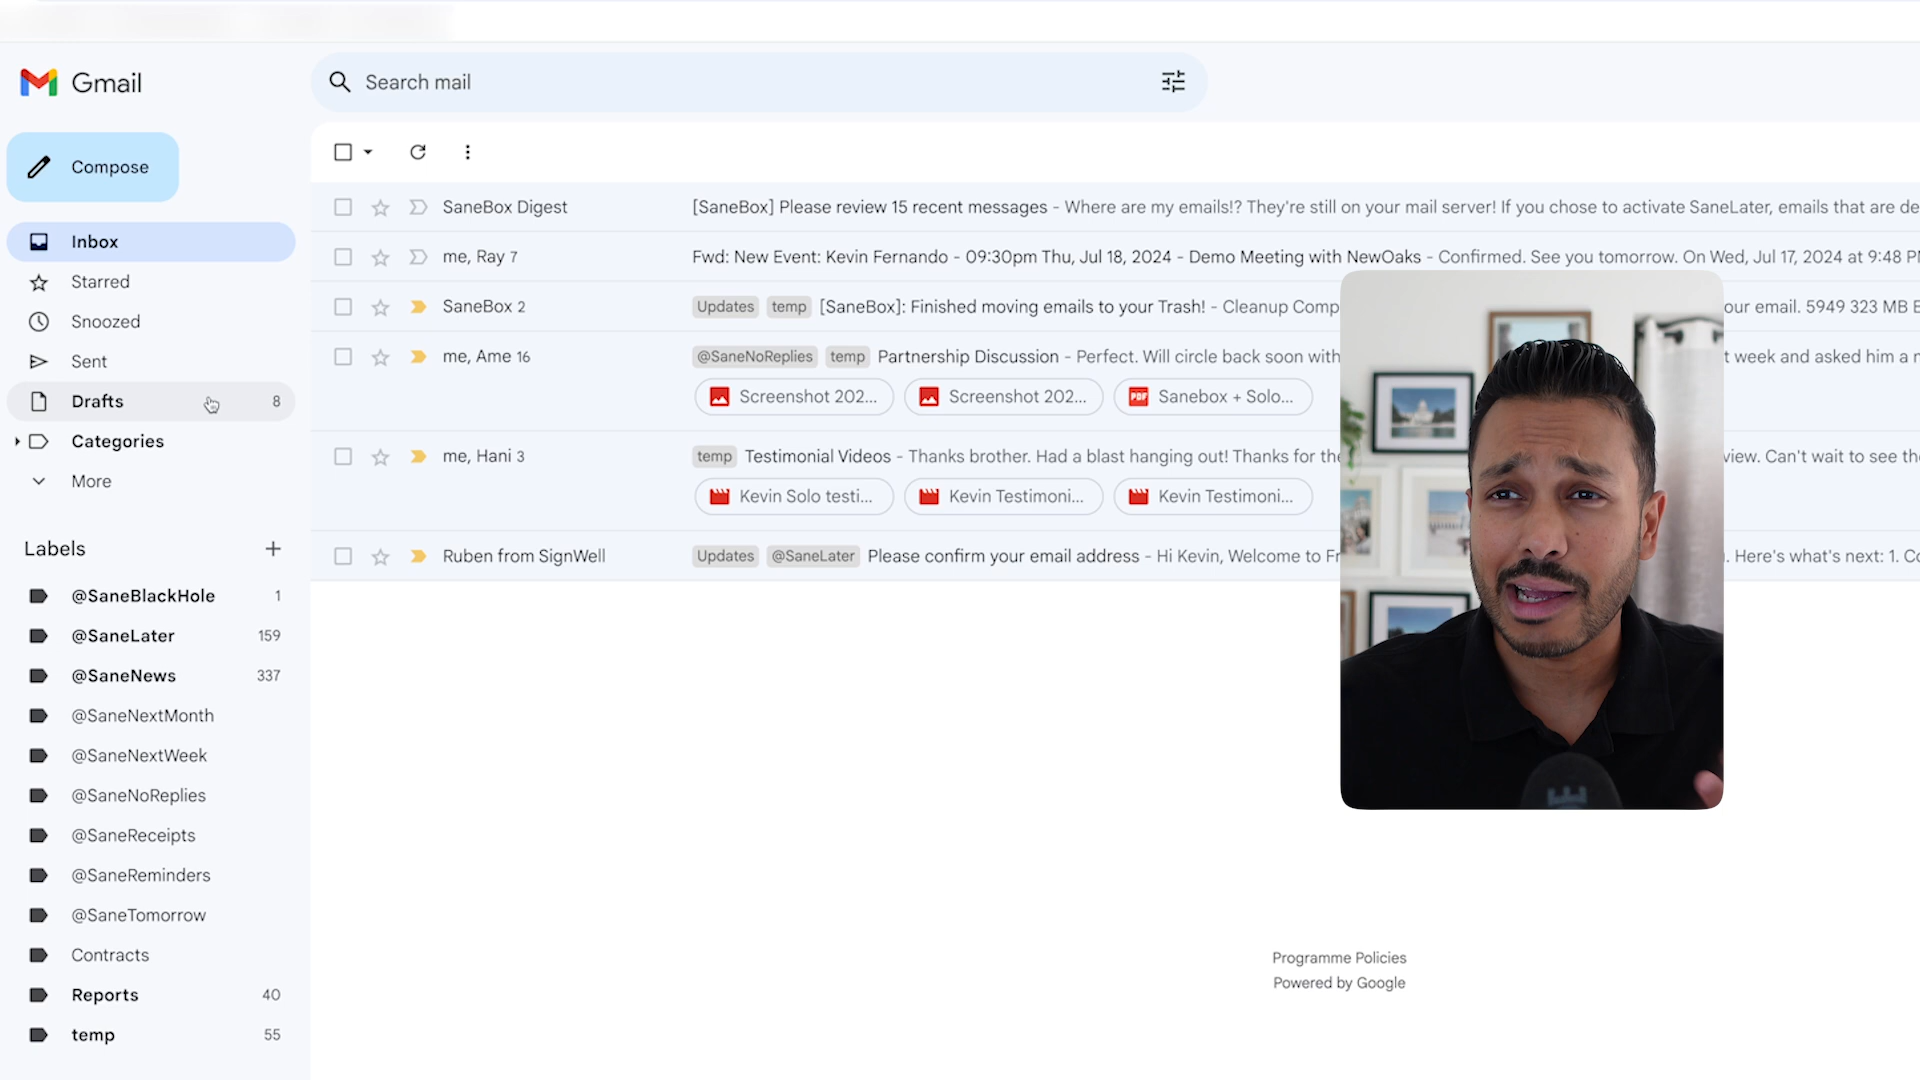 Gmail
Search mail
Compose
Inbox
Starred
Snoozed
Sent
Drafts 8
Categories
More
Labels
@SaneBlackHole 1
@SaneLater 159
@SaneNews 337
@SaneNextMonth
@SaneNextWeek
@SaneNoReplies
@SaneReceipts
@SaneReminders
@SaneTomorrow
Contracts
Reports 40
temp 55
SaneBox Digest [SaneBox] Please review 15 recent messages - Where are my emails!? They're still on your mail server! If you chose to activate SaneLater, emails that are de
me, Ray 7 Fwd: New Event: Kevin Fernando - 09:30pm Thu, Jul 18, 2024 - Demo Meeting with NewOaks - Confirmed. See you tomorrow. On Wed, Jul 17, 2024 at 9:48 PM
SaneBox 2 Updates temp [SaneBox]: Finished moving emails to your Trash! - Cleanup Comp our email. 5949 323 MB E
me, Ame 16 @SaneNoReplies temp Partnership Discussion - Perfect. Will circle back soon with t week and asked him a
Screenshot 202... Screenshot 202... PDF Sanebox + Solo...
me, Hani 3 temp Testimonial Videos - Thanks brother. Had a blast hanging out! Thanks for the view. Can't wait to see the
Kevin Solo testi... Kevin Testimoni... Kevin Testimoni...
Ruben from SignWell Updates @SaneLater Please confirm your email address - Hi Kevin, Welcome to Fr . Here's what's next: 1. Co
Programme Policies
Powered by Google